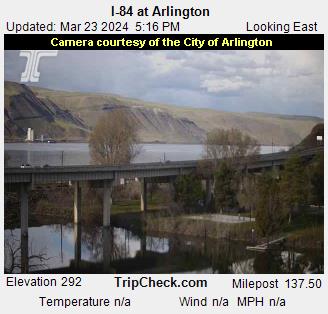 I-84 at Arlington
Updated: Mar 23 2024 5:16 PM Looking East
Camera courtesy of the City of Arlington
Elevation 292 TripCheck.com Milepost 137.50
Temperature n/a Wind n/a MPH n/a